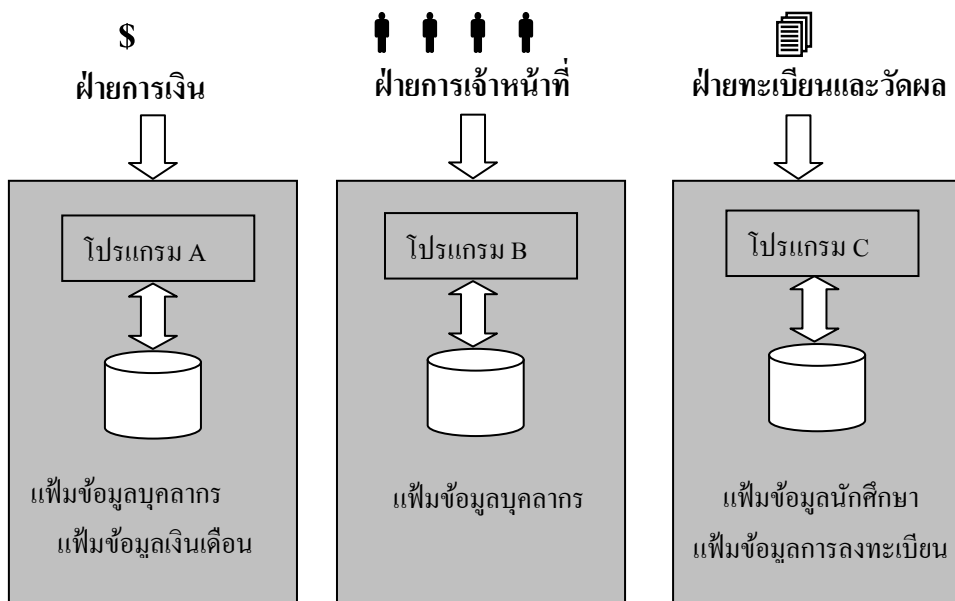 $
ฝ่ายการเงิน
ฝ่ายการเจ้าหน้าที่
ฝ่ายทะเบียนและวัดผล
โปรแกรม A
โปรแกรม B
โปรแกรม C
แฟ้มข้อมูลบุคลากร
แฟ้มข้อมูลเงินเดือน
แฟ้มข้อมูลบุคลากร
แฟ้มข้อมูลนักศึกษา
แฟ้มข้อมูลการลงทะเบียน